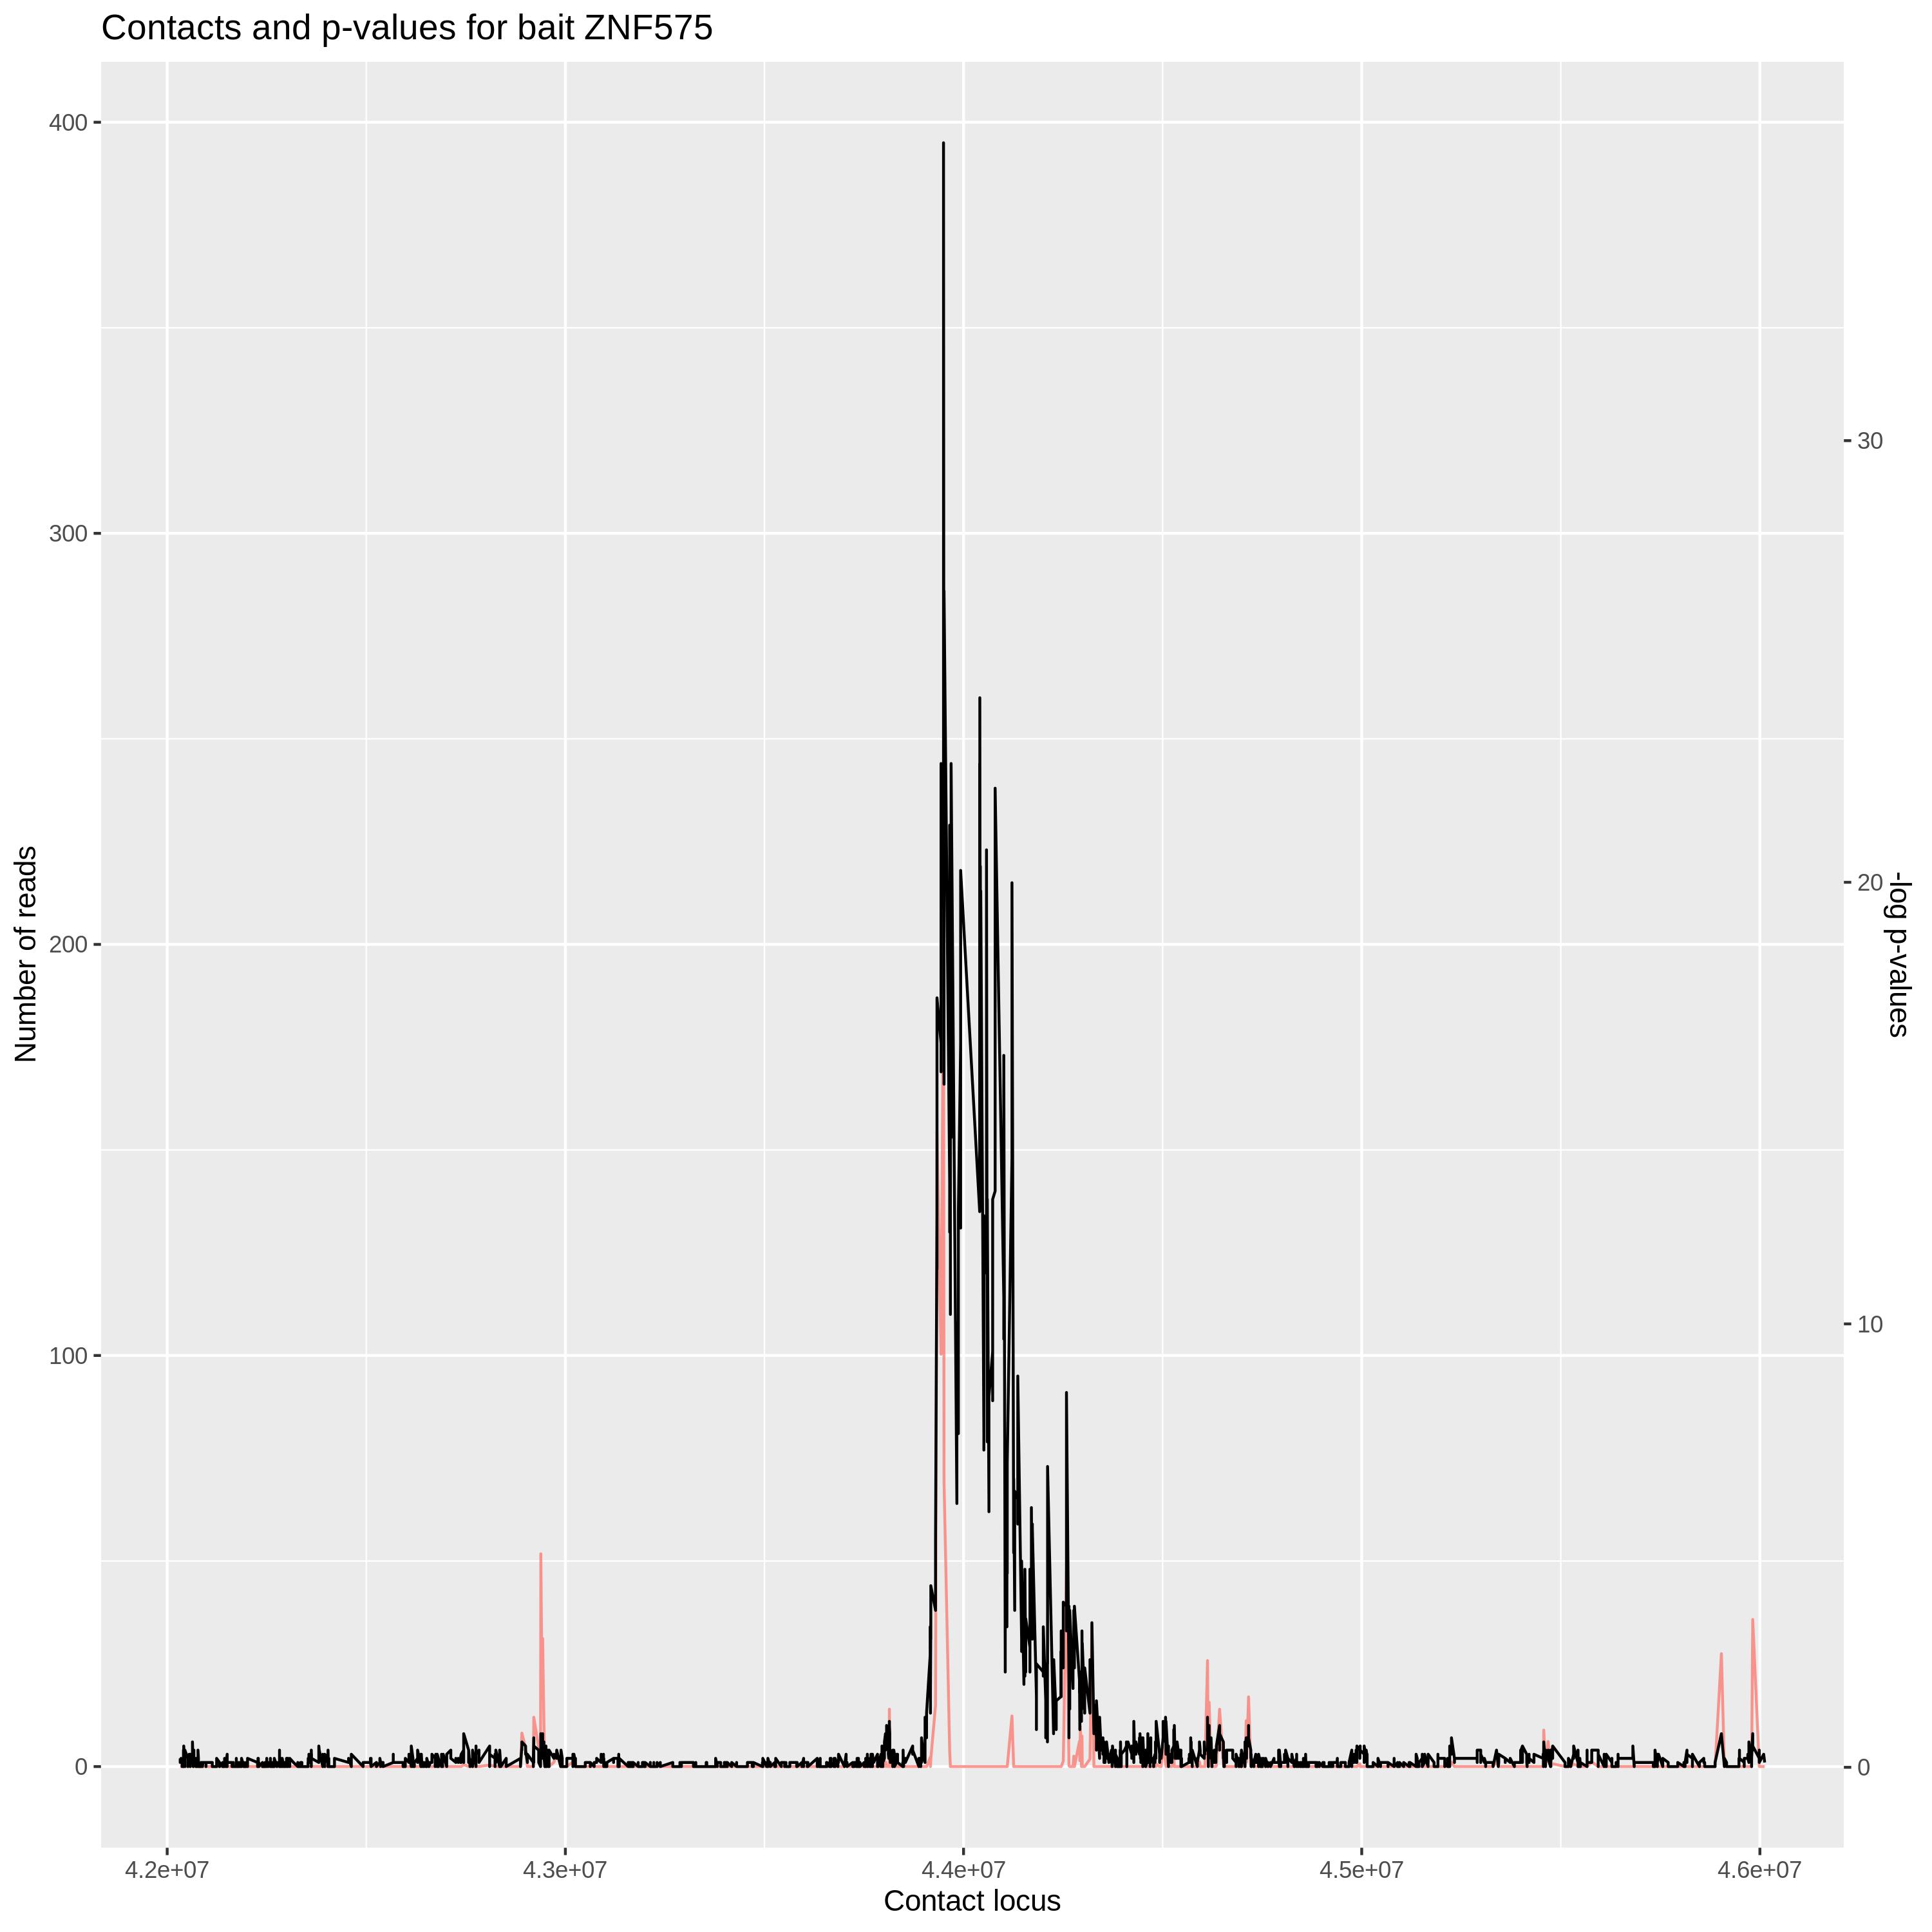 Contacts and p-values for bait ZNF575
400
300
200
100
0
Number of reads
30
20
10
0
-log p-values
4.2e+07 4.3e+07 4.4e+07 4.5e+07 4.6e+07
Contact locus